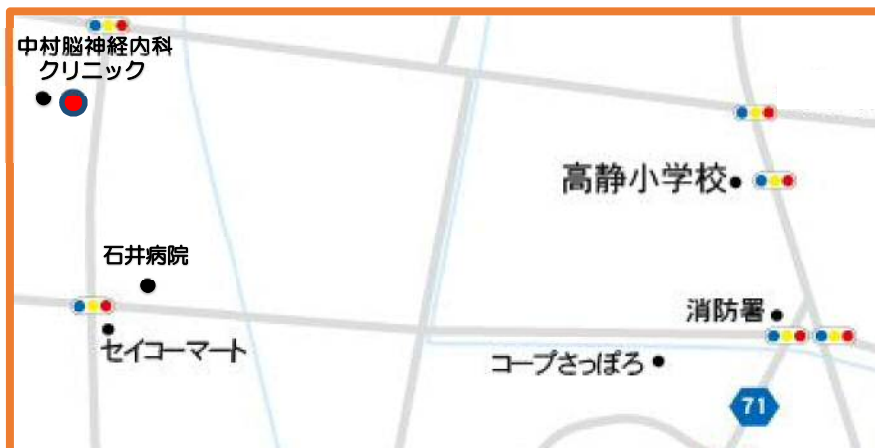 中村脳神経内科
クリニック
高静小学校
石井病院
消防署
セイコーマート
コープさっぽろ
71